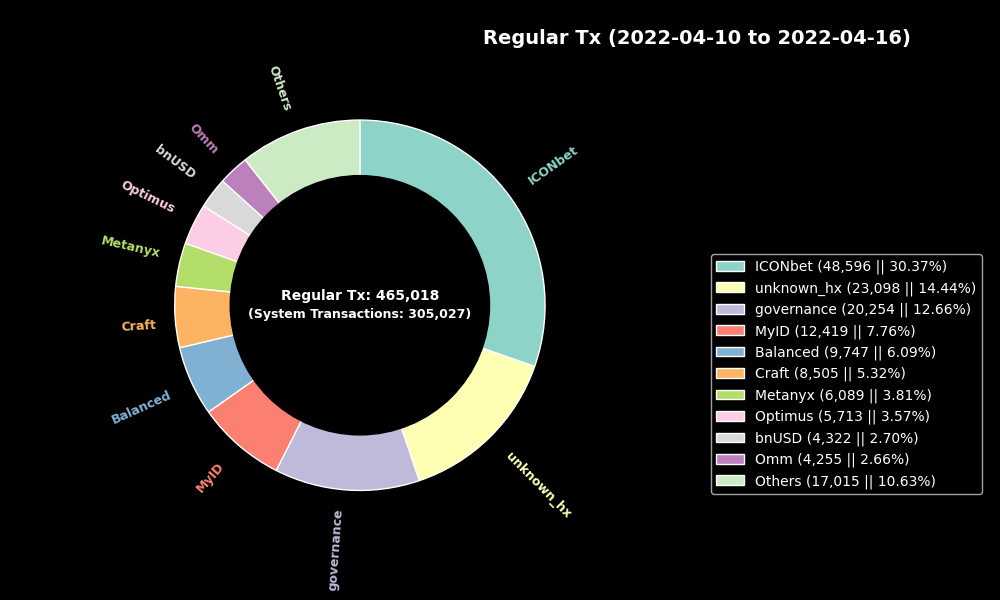 Regular Tx (2022-04-10 to 2022-04-16)
Others
Omm
bnUSD
Optimus
Metanyx
Craft
Balanced
MyID
governance
unknown_hx
ICONbet
Regular Tx: 465,018
(System Transactions: 305,027)
ICONbet (48,596 || 30.37%)
unknown_hx (23,098 || 14.44%)
governance (20,254 || 12.66%)
MyID (12,419 || 7.76%)
Balanced (9,747 || 6.09%)
Craft (8,505 || 5.32%)
Metanyx (6,089 || 3.81%)
Optimus (5,713 || 3.57%)
bnUSD (4,322 || 2.70%)
Omm (4,255 || 2.66%)
Others (17,015 || 10.63%)